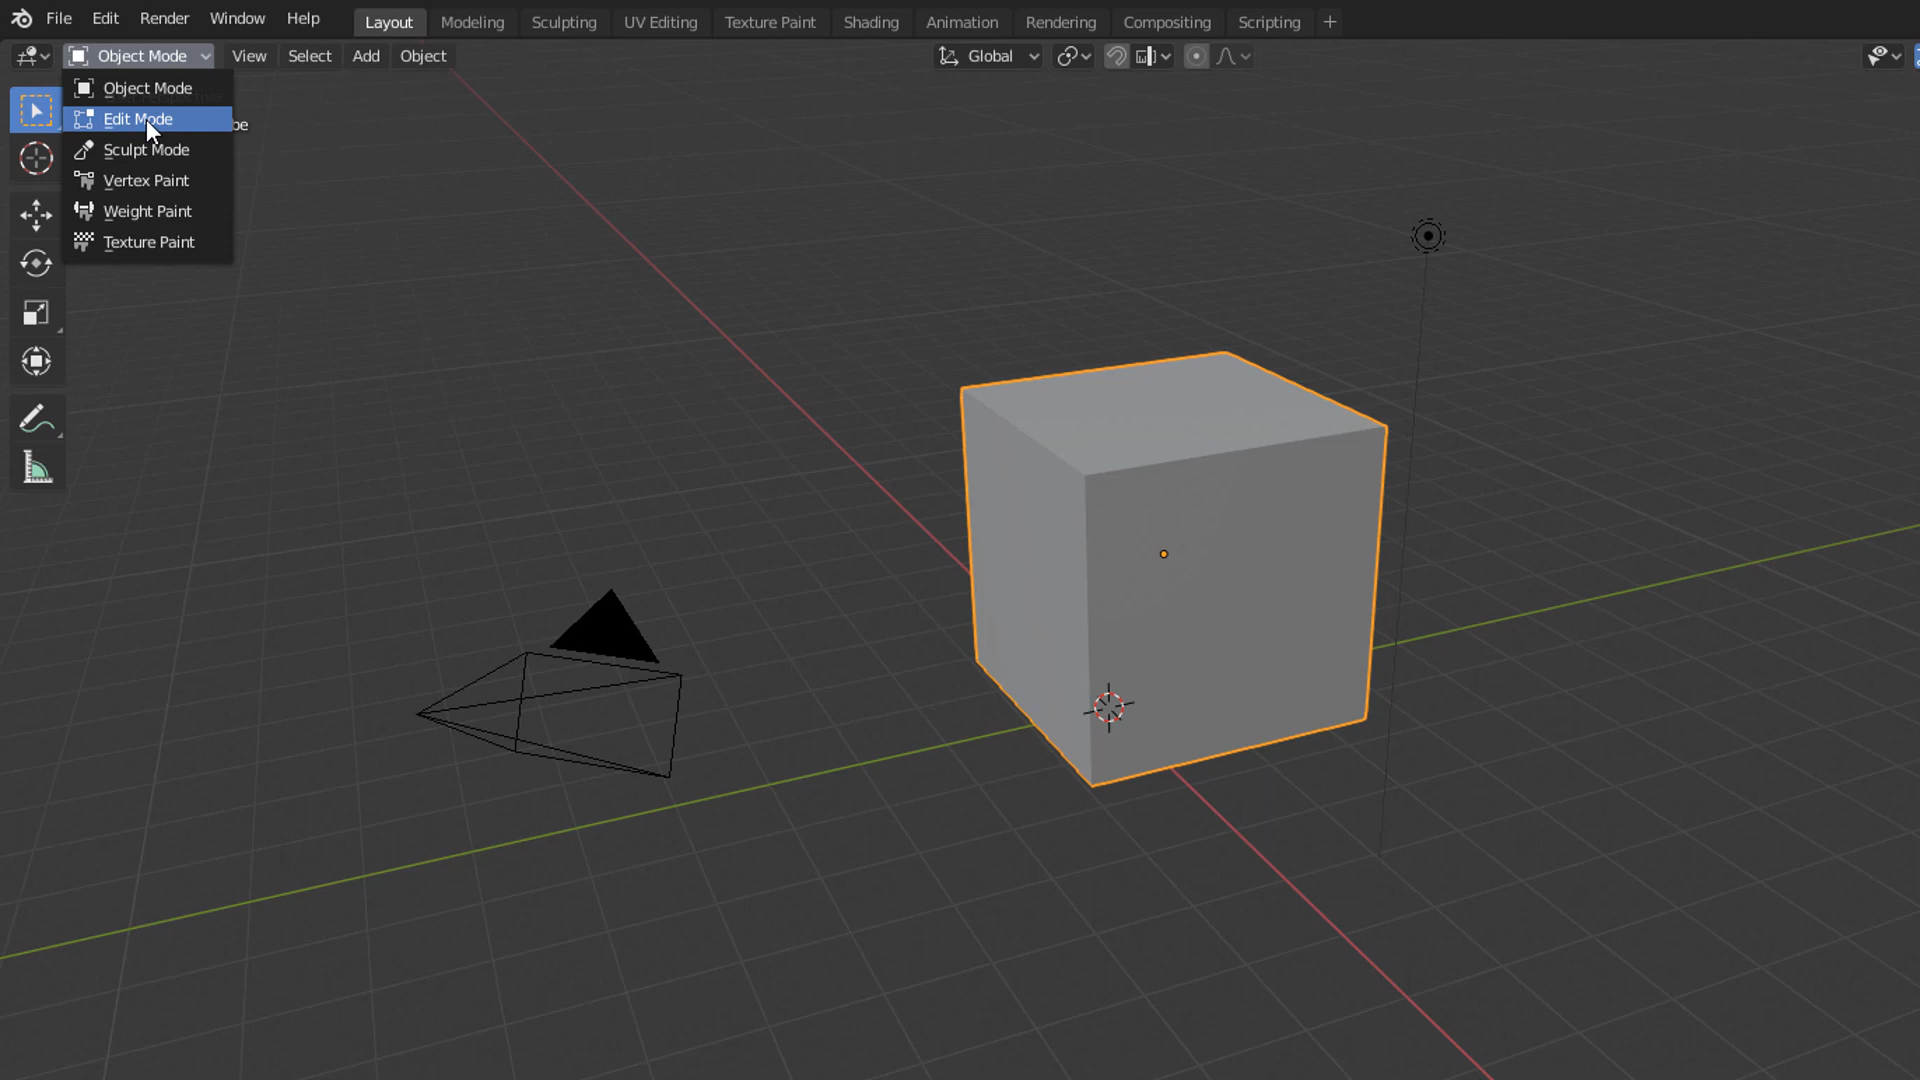 File Edit Render Window Help Layout Modeling Sculpting UV Editing Texture Paint Shading Animation Rendering Compositing Scripting +
Object Mode View Select Add Object Global
Object Mode
Edit Mode
be
Sculpt Mode
Vertex Paint
Weight Paint
Texture Paint